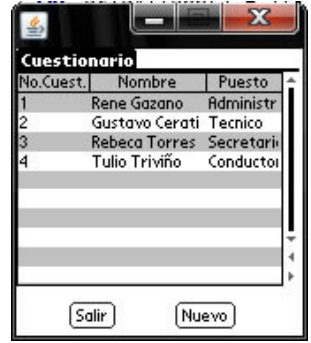 Cuestionario
No.Cuest. Nombre Puesto
1 Rene Gazano Administr
2 Gustavo Cerati Tecnico
3 Rebeca Torres Secretari
4 Tulio Triviño Conductor
Salir Nuevo